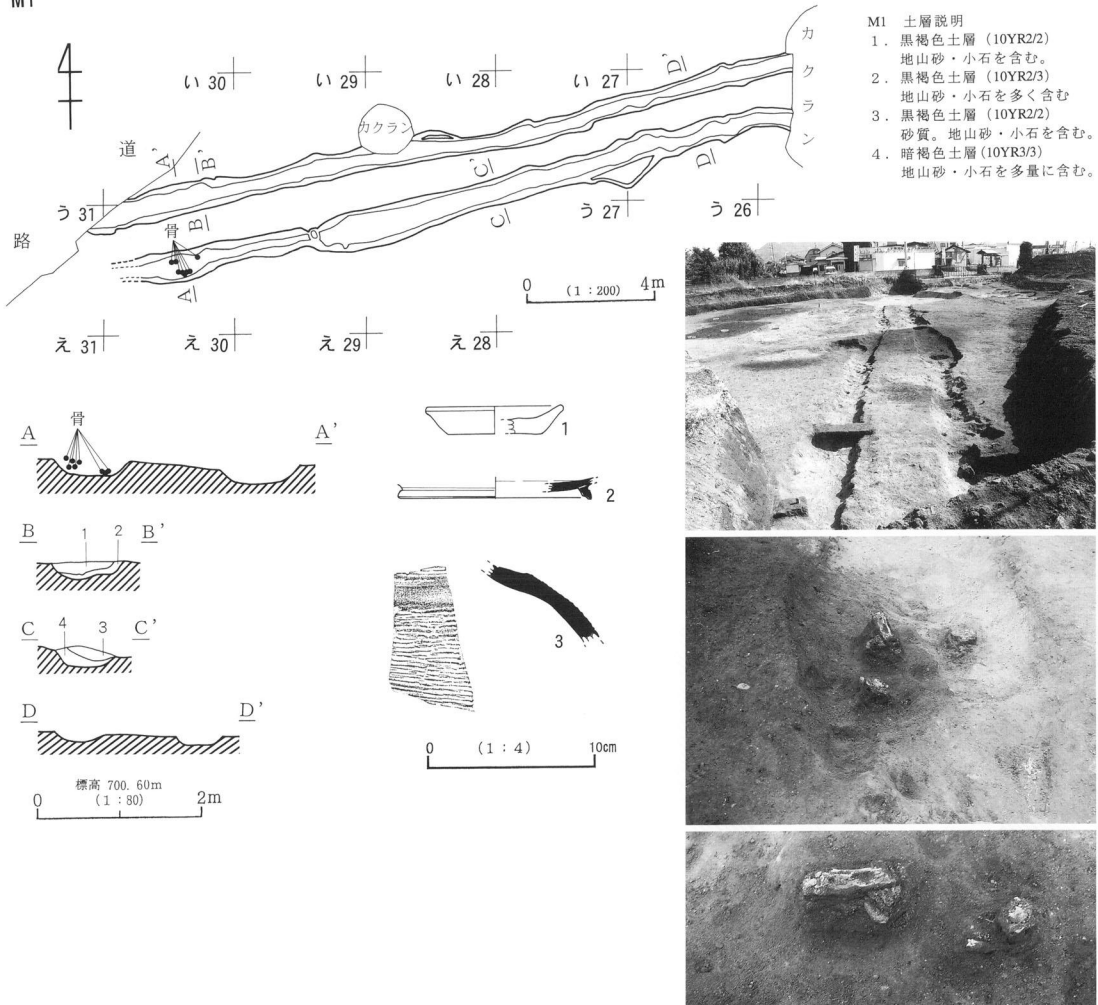 M1
M1 土層説明
1. 黒褐色土層 (10YR2/2)
地山砂・小石を含む。
2. 黒褐色土層 (10YR2/3)
地山砂・小石を多く含む
3. 黒褐色土層 (10YR2/2)
砂質。地山砂・小石を含む。
4. 暗褐色土層 (10YR3/3)
地山砂・小石を多量に含む。
い 30
い 29
い 28
い 27
カクラン
カクラン
道
路
A'
B'
C'
D'
う 31
う 27
う 26
骨
B
A
C
D
0 (1 : 200) 4m
え 31
え 30
え 29
え 28
骨
A A'
B 1 2 B'
C 4 3 C'
D D'
標高 700.60m
0 (1 : 80) 2m
1
2
3
0 (1 : 4) 10cm